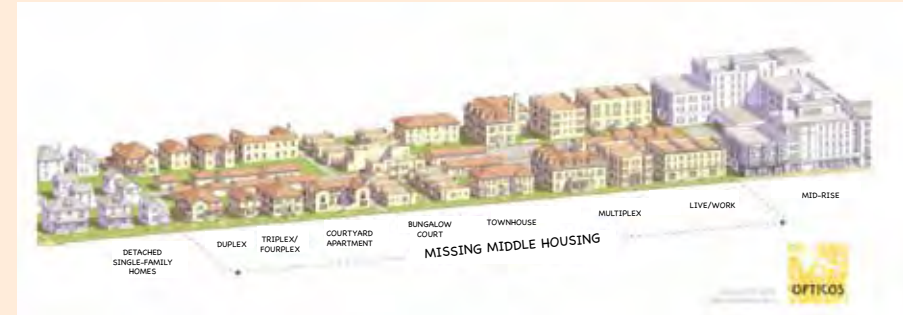 DETACHED
SINGLE-FAMILY
HOMES
DUPLEX
TRIPLEX/
FOURPLEX
COURTYARD
APARTMENT
BUNGALOW
COURT
TOWNHOUSE
MULTIPLEX
LIVE/WORK
MID-RISE
MISSING MIDDLE HOUSING
OPTICOS